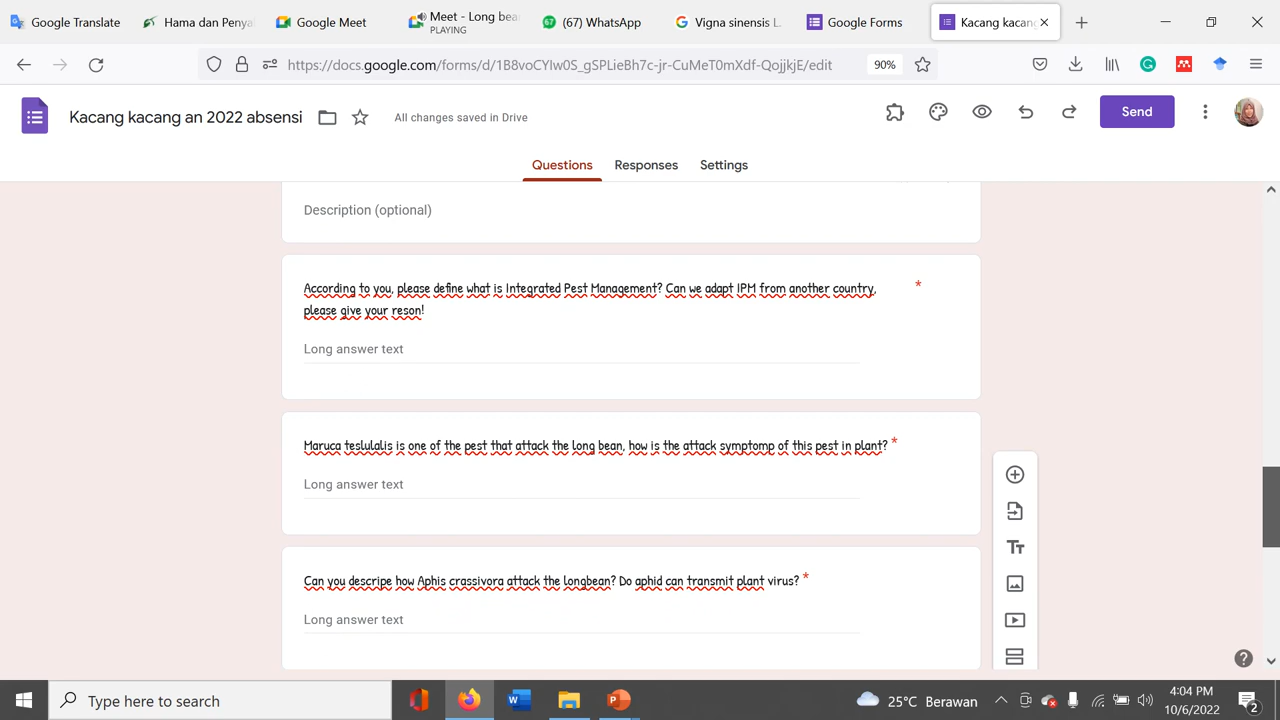 Google Translate
Hama dan Penya
Google Meet
Meet - Long bea
PLAYING
(67) WhatsApp
Vigna sinensis L.
Google Forms
Kacang kacang
https://docs.google.com/forms/d/1B8voCYIw0S_gSPLieBh7c-jr-CuMeT0mXdf-QojjkjE/edit
90%
Kacang kacang an 2022 absensi
All changes saved in Drive
Send
Questions
Responses
Settings
Description (optional)
According to you, please define what is Integrated Pest Management? Can we adapt IPM from another country, *
please give your reson!
Long answer text
Maruca teslulalis is one of the pest that attack the long bean, how is the attack symptomp of this pest in plant? *
Long answer text
Can you descripe how Aphis crassivora attack the longbean? Do aphid can transmit plant virus? *
Long answer text
Type here to search
25°C Berawan
4:04 PM
10/6/2022
2